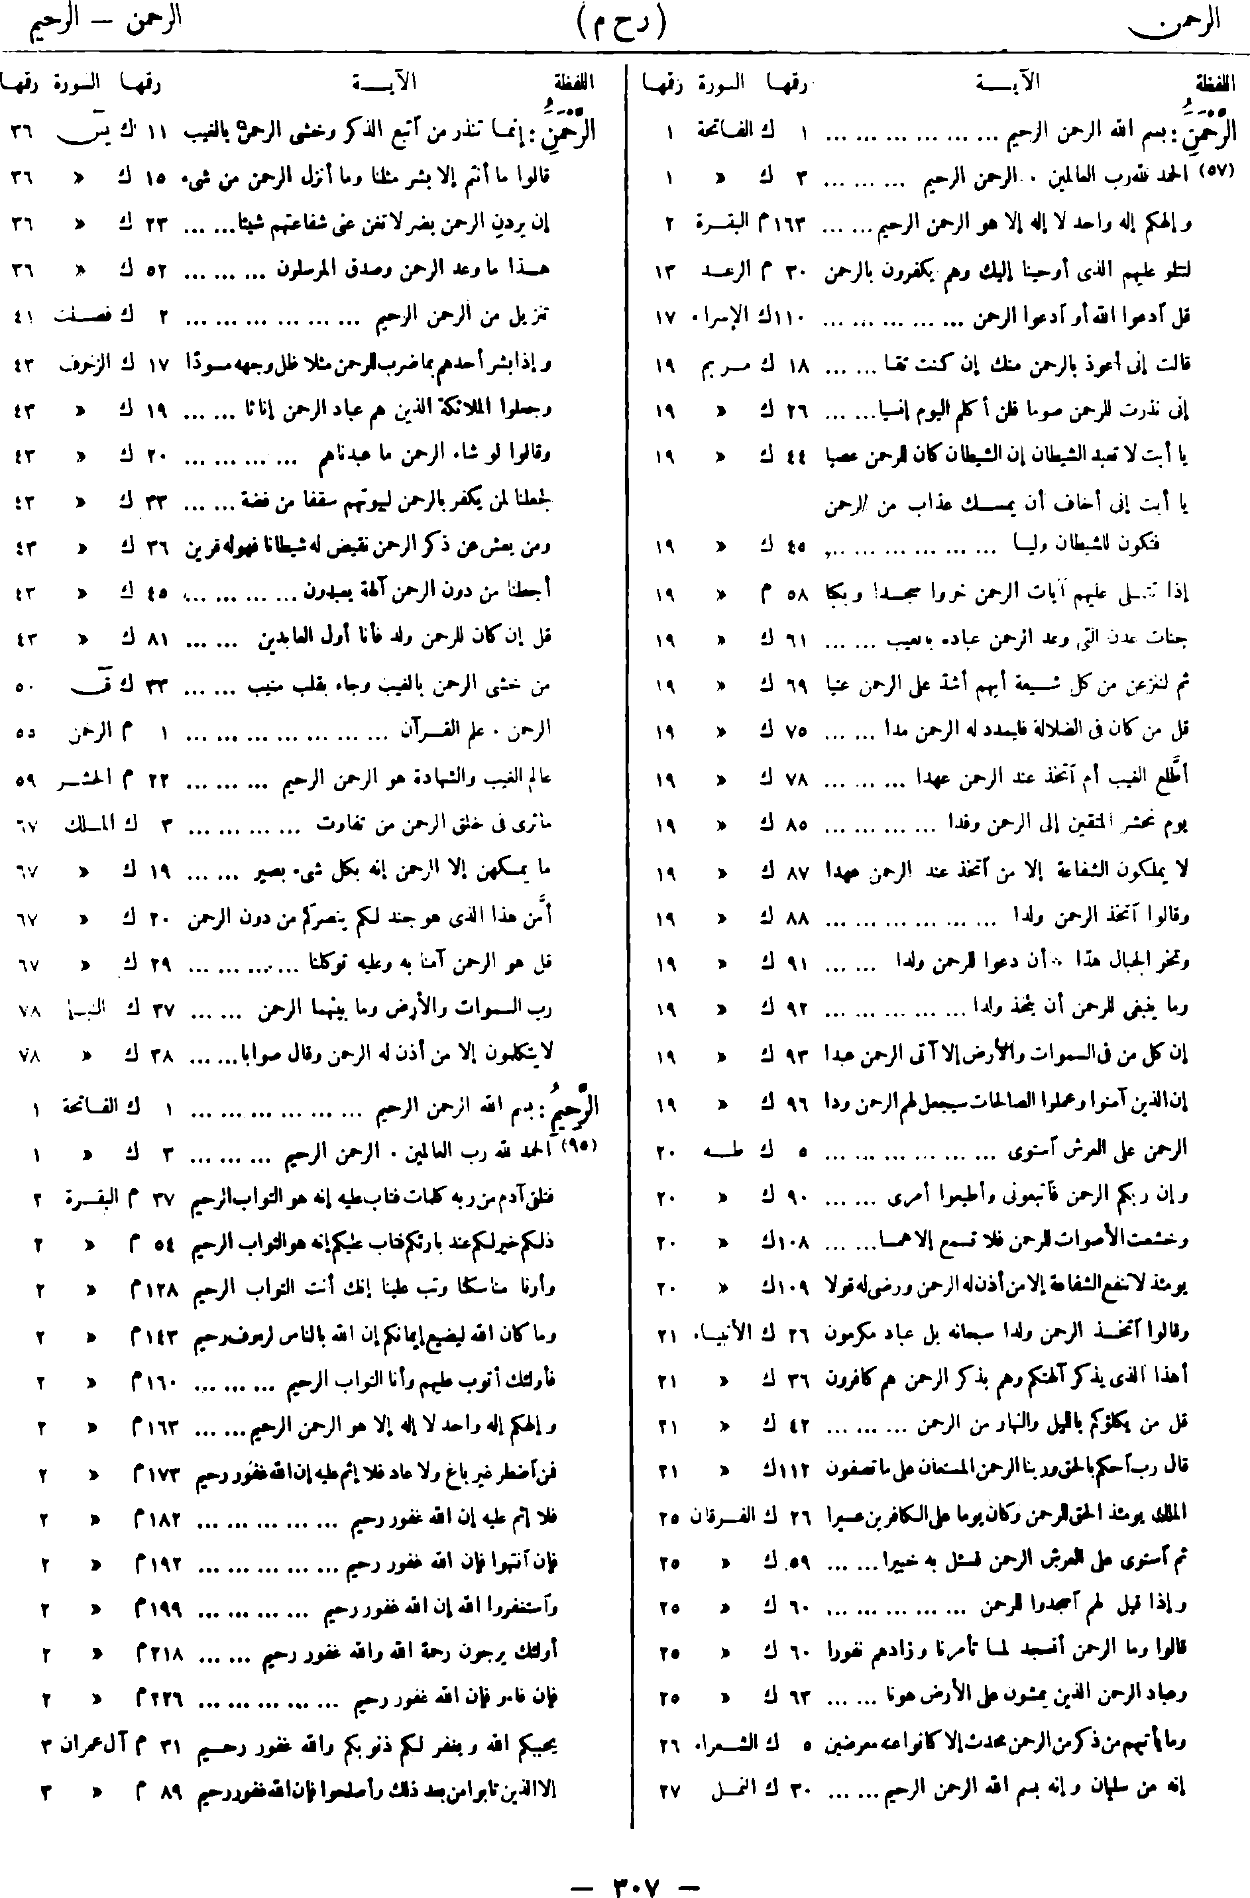 الرحمن
(رح م)
الرحمن — الرحيم
اللفظة الآيـــة رقمها السورة رقمها
الرَّحْمٰنِ : بسم الله الرحمن الرحيم ... ... ... ... ... ... ١ ك الفاتحة ١
(٥٧) الحمد لله رب العالمين . الرحمن الرحيم ... ... ... ٣ ك » ١
و إلهكم إله واحد لا إله إلا هو الرحمن الرحيم ... ... ١٦٣ م البقرة ٢
لتتلو عليهم الذى أوحينا إليك وهم يكفرون بالرحمن ٣٠ م الرعد ١٣
قل آدعوا الله أو آدعوا الرحمن ... ... ... ... ... ١١٠ ك الإسراء ١٧
قالت إنى أعوذ بالرحمن منك إن كنت تقيا ... ... ١٨ ك مريم ١٩
إنى نذرت للرحمن صوما فلن أكلم اليوم إنسيا ... ... ٢٦ ك » ١٩
يا أبت لا تعبد الشيطان إن الشيطان كان للرحمن عصيا ٤٤ ك » ١٩
يا أبت إنى أخاف أن يمسك عذاب من الرحمن
فتكون للشيطان وليا ... ... ... ... ... ... ٤٥ ك » ١٩
إذا تتلى عليهم آيات الرحمن خروا سجدا و بكيا ٥٨ م » ١٩
جنات عدن التى وعد الرحمن عباده بالغيب ... ... ٦١ ك » ١٩
ثم لننزعن من كل شيعة أيهم أشد على الرحمن عتيا ٦٩ ك » ١٩
قل من كان فى الضلالة فليمدد له الرحمن مدا ... ... ٧٥ ك » ١٩
أطَّلع الغيب أم آتخذ عند الرحمن عهدا ... ... ... ٧٨ ك » ١٩
يوم نحشر المتقين إلى الرحمن وفدا ... ... ... ... ٨٥ ك » ١٩
لا يملكون الشفاعة إلا من آتخذ عند الرحمن عهدا ٨٧ ك » ١٩
وقالوا آتخذ الرحمن ولدا ... ... ... ... ... ... ٨٨ ك » ١٩
وتخر الجبال هدا * أن دعوا للرحمن ولدا ... ... ٩١ ك » ١٩
وما ينبغى للرحمن أن يتخذ ولدا ... ... ... ... ... ٩٢ ك » ١٩
إن كل من فى السموات والأرض إلا آتى الرحمن عبدا ٩٣ ك » ١٩
إن الذين آمنوا وعملوا الصالحات سيجعل لهم الرحمن ودا ٩٦ ك » ١٩
الرحمن على العرش آستوى ... ... ... ... ... ... ٥ ك طـه ٢٠
و إن ربكم الرحمن فآتبعونى وأطيعوا أمرى ... ... ٩٠ ك » ٢٠
وخشعت الأصوات للرحمن فلا تسمع إلا همسا ... ... ١٠٨ ك » ٢٠
يومئذ لا تنفع الشفاعة إلا من أذن له الرحمن ورضى له قولا ١٠٩ ك » ٢٠
وقالوا آتخذ الرحمن ولدا سبحانه بل عباد مكرمون ٢٦ ك الأنبياء ٢١
أهذا الذى يذكر آلهتكم وهم بذكر الرحمن هم كافرون ٣٦ ك » ٢١
قل من يكلؤكم بالليل والنهار من الرحمن ... ... ... ٤٢ ك » ٢١
قال رب آحكم بالحق وربنا الرحمن المستعان على ما تصفون ١١٢ ك » ٢١
الملك يومئذ الحق للرحمن وكان يوما على الكافرين عسيرا ٢٦ ك الفرقان ٢٥
ثم آستوى على العرش الرحمن فسئل به خبيرا ... ... ٥٩ ك » ٢٥
و إذا قيل لهم آسجدوا للرحمن ... ... ... ... ... ٦٠ ك » ٢٥
قالوا وما الرحمن أنسجد لما تأمرنا وزادهم نفورا ٦٠ ك » ٢٥
وعباد الرحمن الذين يمشون على الأرض هونا ... ... ٦٣ ك » ٢٥
وما يأتيهم من ذكر من الرحمن محدث إلا كانوا عنه معرضين ٥ ك الشعراء ٢٦
إنه من سليمان و إنه بسم الله الرحمن الرحيم ... ... ٣٠ ك النمل ٢٧
اللفظة الآيـــة رقمها السورة رقمها
الرَّحْمٰنِ : إنما تنذر من آتبع الذكر وخشى الرحمن بالغيب ١١ ك يسٓ ٣٦
قالوا ما أنتم إلا بشر مثلنا وما أنزل الرحمن من شىء ١٥ ك » ٣٦
إن يردن الرحمن بضر لا تغن عنى شفاعتهم شيئا ... ... ٢٣ ك » ٣٦
هـذا ما وعد الرحمن وصدق المرسلون ... ... ... ٥٢ ك » ٣٦
تنزيل من الرحمن الرحيم ... ... ... ... ... ... ٢ ك فصلت ٤١
و إذا بشر أحدهم بما ضرب للرحمن مثلا ظل وجهه مسودّا ١٧ ك الزخرف ٤٣
وجعلوا الملائكة الذين هم عباد الرحمن إناثا ... ... ١٩ ك » ٤٣
وقالوا لو شاء الرحمن ما عبدناهم ... ... ... ... ٢٠ ك » ٤٣
لجعلنا لمن يكفر بالرحمن لبيوتهم سقفا من فضة ... ... ٣٣ ك » ٤٣
ومن يعش عن ذكر الرحمن نقيض له شيطانا فهو له قرين ٣٦ ك » ٤٣
أجعلنا من دون الرحمن آلهة يعبدون ... ... ... ... ٤٥ ك » ٤٣
قل إن كان للرحمن ولد فأنا أول العابدين ... ... ٨١ ك » ٤٣
من خشى الرحمن بالغيب وجاء بقلب منيب ... ... ٣٣ ك قٓ ٥٠
الرحمن . علم القـرآن ... ... ... ... ... ... ... ١ م الرحمن ٥٥
عالم الغيب والشهادة هو الرحمن الرحيم ... ... ... ٢٢ م الحشر ٥٩
ما ترى فى خلق الرحمن من تفاوت ... ... ... ... ٣ ك الملك ٦٧
ما يمسكهن إلا الرحمن إنه بكل شىء بصير ... ... ١٩ ك » ٦٧
أمّن هذا الذى هو جند لكم ينصركم من دون الرحمن ٢٠ ك » ٦٧
قل هو الرحمن آمنا به وعليه توكلنا ... ... ... ... ٢٩ ك » ٦٧
رب السموات والأرض وما بينهما الرحمن ... ... ٣٧ ك النبإ ٧٨
لا يتكلمون إلا من أذن له الرحمن وقال صوابا ... ... ٣٨ ك » ٧٨
الرَّحِيمُ : بسم الله الرحمن الرحيم ... ... ... ... ... ... ١ ك الفاتحة ١
(٩٥) الحمد لله رب العالمين . الرحمن الرحيم ... ... ... ٣ ك » ١
فتلقى آدم من ربه كلمات فتاب عليه إنه هو التواب الرحيم ٣٧ م البقرة ٢
ذلكم خير لكم عند بارئكم فتاب عليكم إنه هو التواب الرحيم ٥٤ م » ٢
وأرنا مناسكنا وتب علينا إنك أنت التواب الرحيم ١٢٨ م » ٢
وما كان الله ليضيع إيمانكم إن الله بالناس لرءوف رحيم ١٤٣ م » ٢
فأولئك أتوب عليهم وأنا التواب الرحيم ... ... ... ١٦٠ م » ٢
و إلهكم إله واحد لا إله إلا هو الرحمن الرحيم ... ... ١٦٣ م » ٢
فمن آضطر غير باغ ولا عاد فلا إثم عليه إن الله غفور رحيم ١٧٣ م » ٢
فلا إثم عليه إن الله غفور رحيم ... ... ... ... ... ١٨٢ م » ٢
فإن آنتهوا فإن الله غفور رحيم ... ... ... ... ... ١٩٢ م » ٢
وآستغفروا الله إن الله غفور رحيم ... ... ... ... ١٩٩ م » ٢
أولئك يرجون رحمة الله والله غفور رحيم ... ... ٢١٨ م » ٢
فإن فاءو فإن الله غفور رحيم ... ... ... ... ... ٢٢٦ م » ٢
يحببكم الله و يغفر لكم ذنوبكم والله غفور رحيم ٣١ م آل عمران ٣
إلا الذين تابوا من بعد ذلك وأصلحوا فإن الله غفور رحيم ٨٩ م » ٣
— ٣٠٧ —